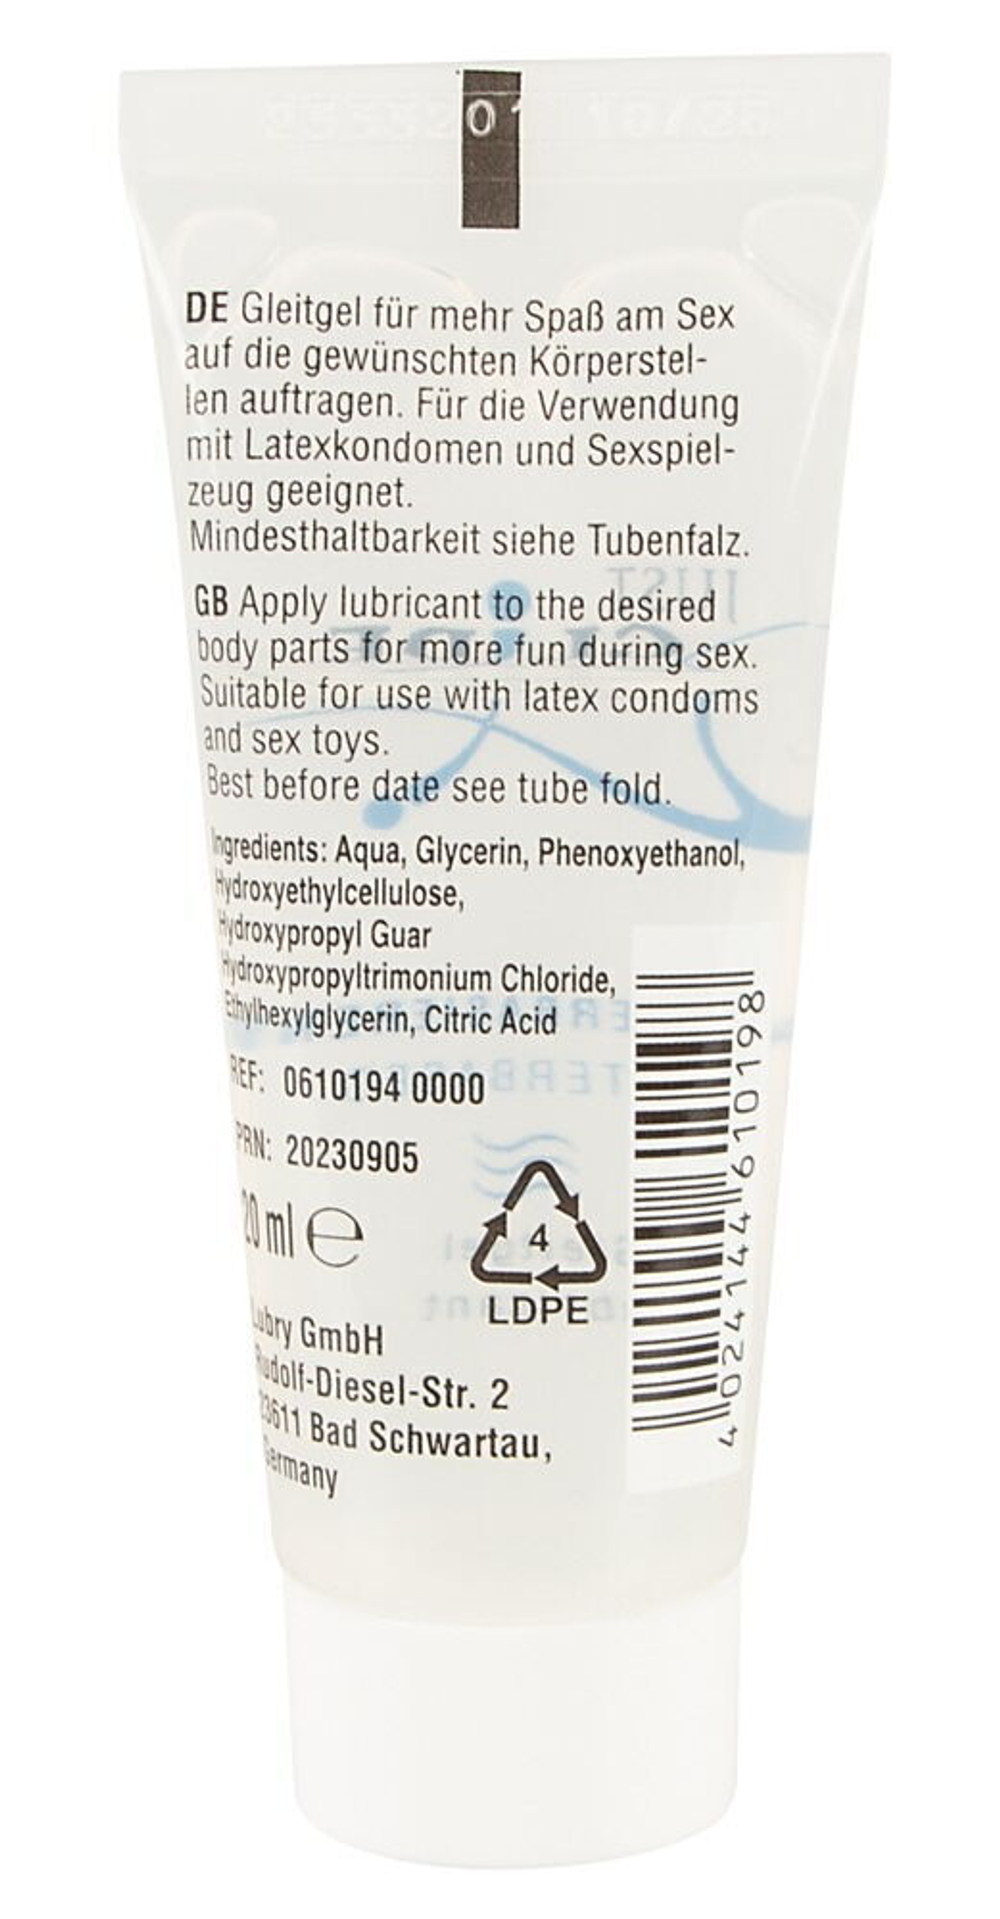 DE Gleitgel für mehr Spaß am Sex
auf die gewünschten Körperstel-
len auftragen. Für die Verwendung
mit Latexkondomen und Sexspiel-
zeug geeignet.
Mindesthaltbarkeit siehe Tubenfalz.
GB Apply lubricant to the desired
body parts for more fun during sex.
Suitable for use with latex condoms
and sex toys.
Best before date see tube fold.
Ingredients: Aqua, Glycerin, Phenoxyethanol,
Hydroxyethylcellulose,
Hydroxypropyl Guar
Hydroxypropyltrimonium Chloride,
Ethylhexylglycerin, Citric Acid
REF: 0610194 0000
PRN: 20230905
20 ml ℮
4
LDPE
Lubry GmbH
Rudolf-Diesel-Str. 2
23611 Bad Schwartau,
Germany
4 024144 610198